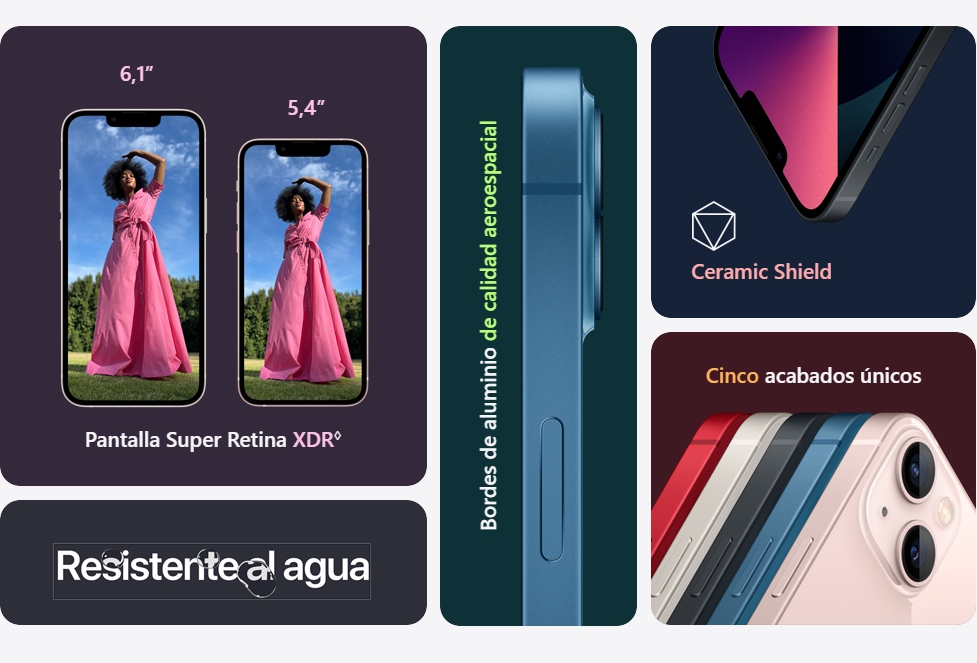 6,1”
5,4”
Pantalla Super Retina XDR◊
Resistente al agua
Bordes de aluminio de calidad aeroespacial
Ceramic Shield
Cinco acabados únicos